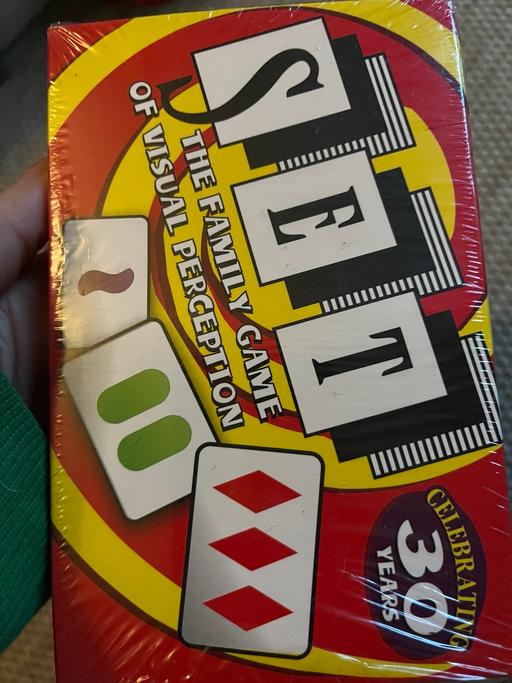 SET
THE FAMILY GAME
OF VISUAL PERCEPTION
CELEBRATING
30
YEARS